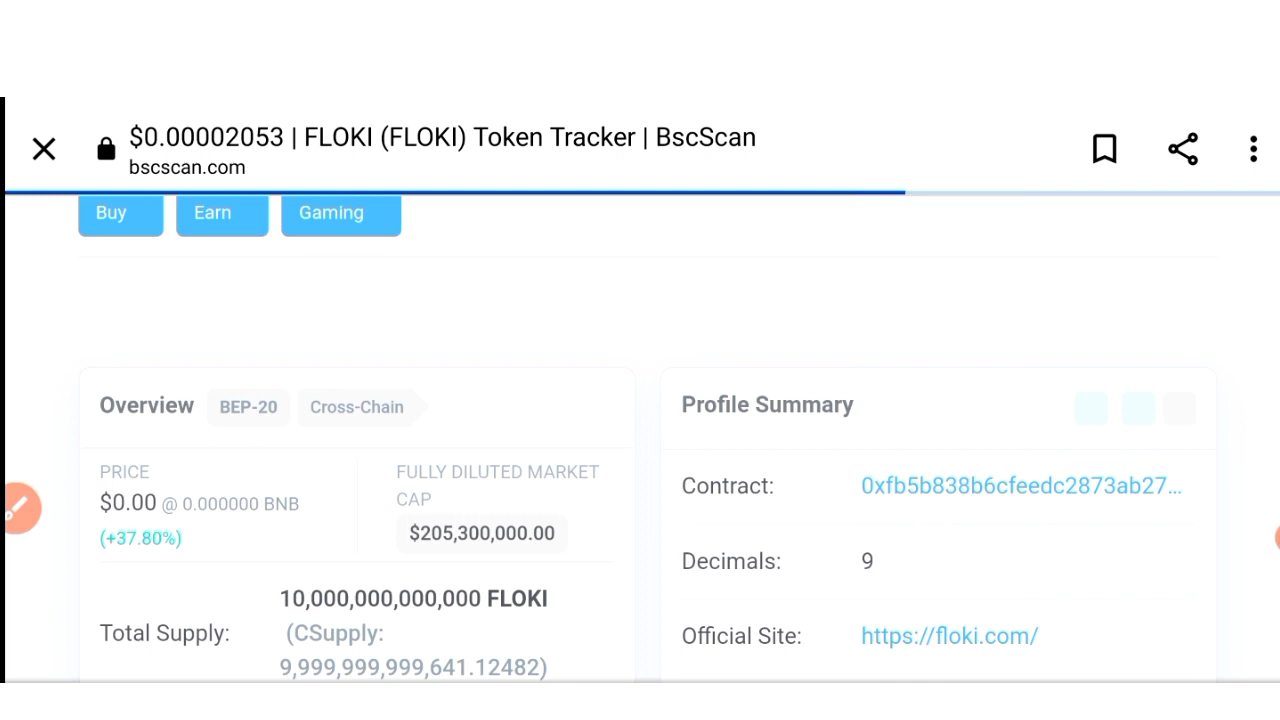 $0.00002053 | FLOKI (FLOKI) Token Tracker | BscScan
bscscan.com
Buy Earn Gaming
Overview BEP-20 Cross-Chain
PRICE
$0.00 @ 0.000000 BNB
(+37.80%)
FULLY DILUTED MARKET
CAP
$205,300,000.00
Total Supply:
10,000,000,000,000 FLOKI
(CSupply:
9,999,999,999,641.12482)
Profile Summary
Contract: 0xfb5b838b6cfeedc2873ab27...
Decimals: 9
Official Site: https://floki.com/